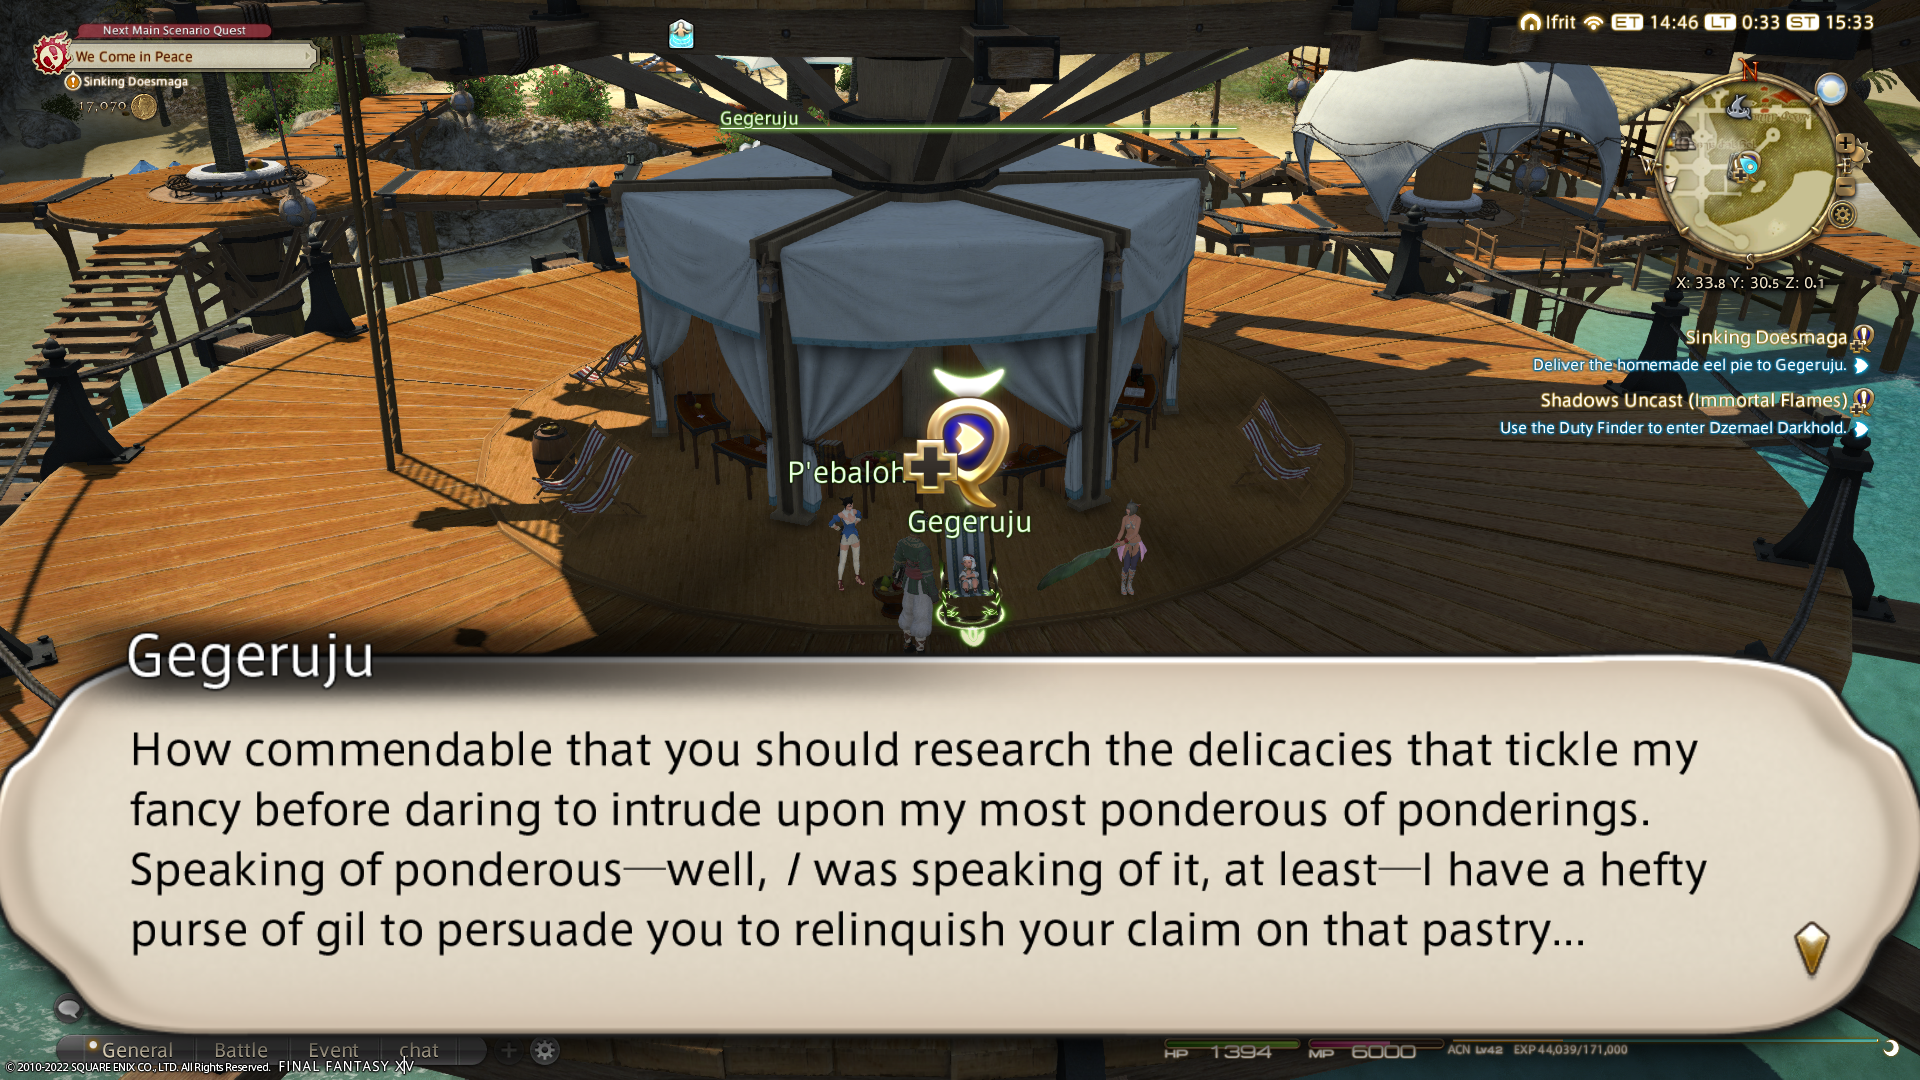 Next Main Scenario Quest
We Come in Peace
Sinking Doesmaga
17,070
Ifrit ET 14:46 LT 0:33 ST 15:33
Gegeruju
N
W
S
X: 33.8 Y: 30.5 Z: 0.1
Sinking Doesmaga
Deliver the homemade eel pie to Gegeruju.
Shadows Uncast (Immortal Flames)
Use the Duty Finder to enter Dzemael Darkhold.
P'ebaloh
Gegeruju
Gegeruju
How commendable that you should research the delicacies that tickle my
fancy before daring to intrude upon my most ponderous of ponderings.
Speaking of ponderous—well, I was speaking of it, at least—I have a hefty
purse of gil to persuade you to relinquish your claim on that pastry...
General Battle Event chat
HP 1394 MP 6000 ACN Lv42 EXP 44,039/171,000
© 2010-2022 SQUARE ENIX CO., LTD. All Rights Reserved. FINAL FANTASY XIV